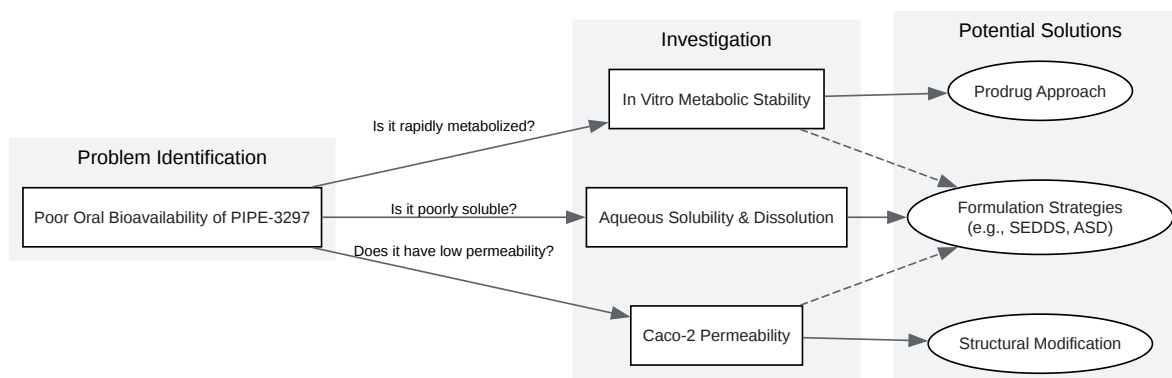 Problem Identification
Poor Oral Bioavailability of PIPE-3297
Is it rapidly metabolized?
Is it poorly soluble?
Does it have low permeability?
Investigation
In Vitro Metabolic Stability
Aqueous Solubility & Dissolution
Caco-2 Permeability
Potential Solutions
Prodrug Approach
Formulation Strategies
(e.g., SEDDS, ASD)
Structural Modification